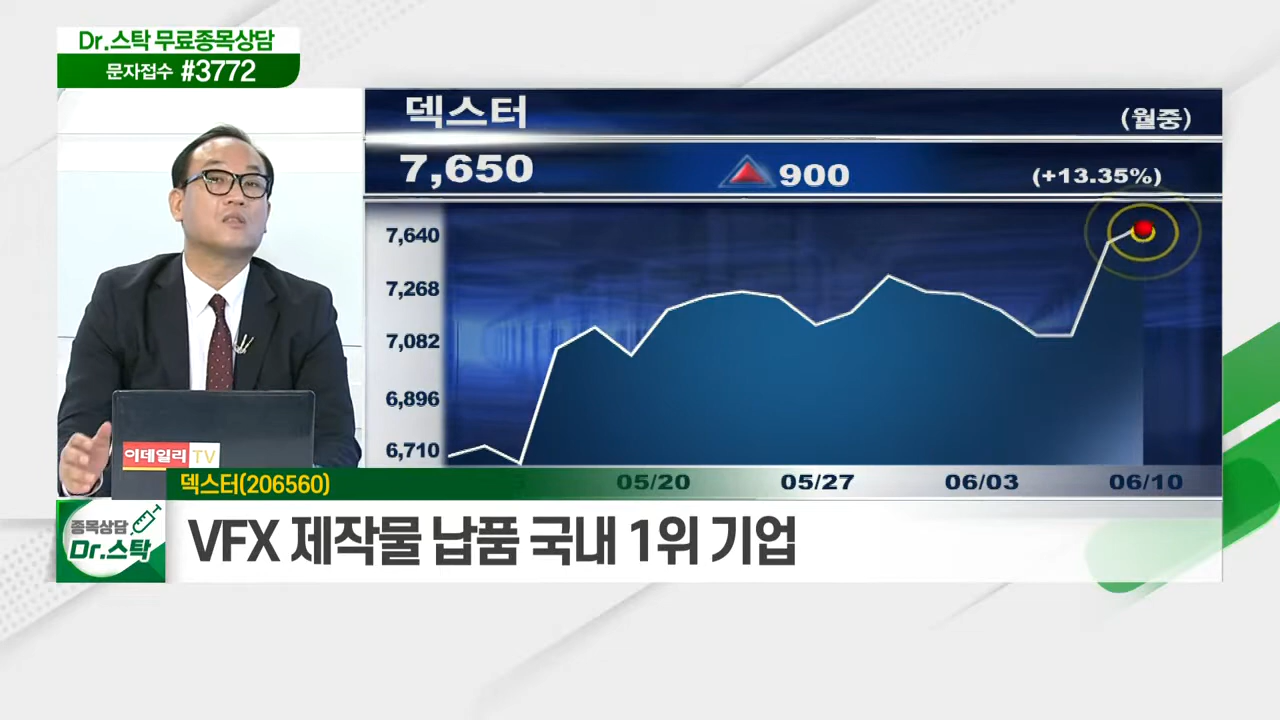 Dr.스탁 무료종목상담
문자접수 #3772
덱스터 (월중)
7,650 900 (+13.35%)
7,640
7,268
7,082
6,896
6,710
05/20 05/27 06/03 06/10
이데일리 TV
덱스터(206560)
종목상담
Dr.스탁
VFX 제작물 납품 국내 1위 기업